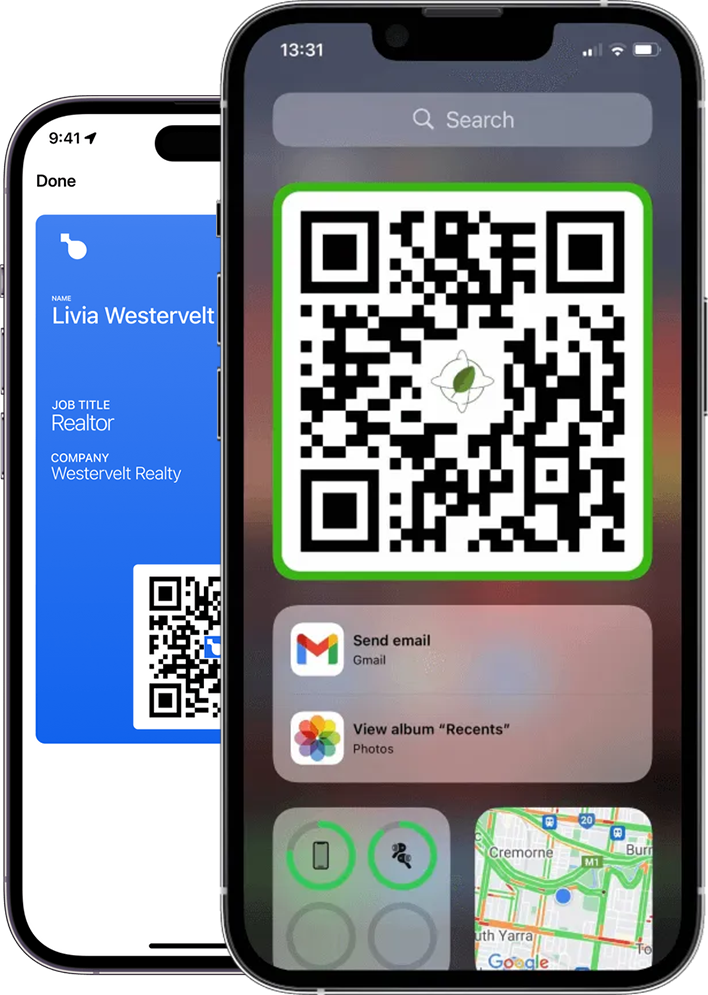 9:41
Done
NAME
Livia Westervelt
JOB TITLE
Realtor
COMPANY
Westervelt Realty
13:31
Search
Send email
Gmail
View album “Recents”
Photos
20
Cremorne
Burn
M1
uth Yarra
To
Google